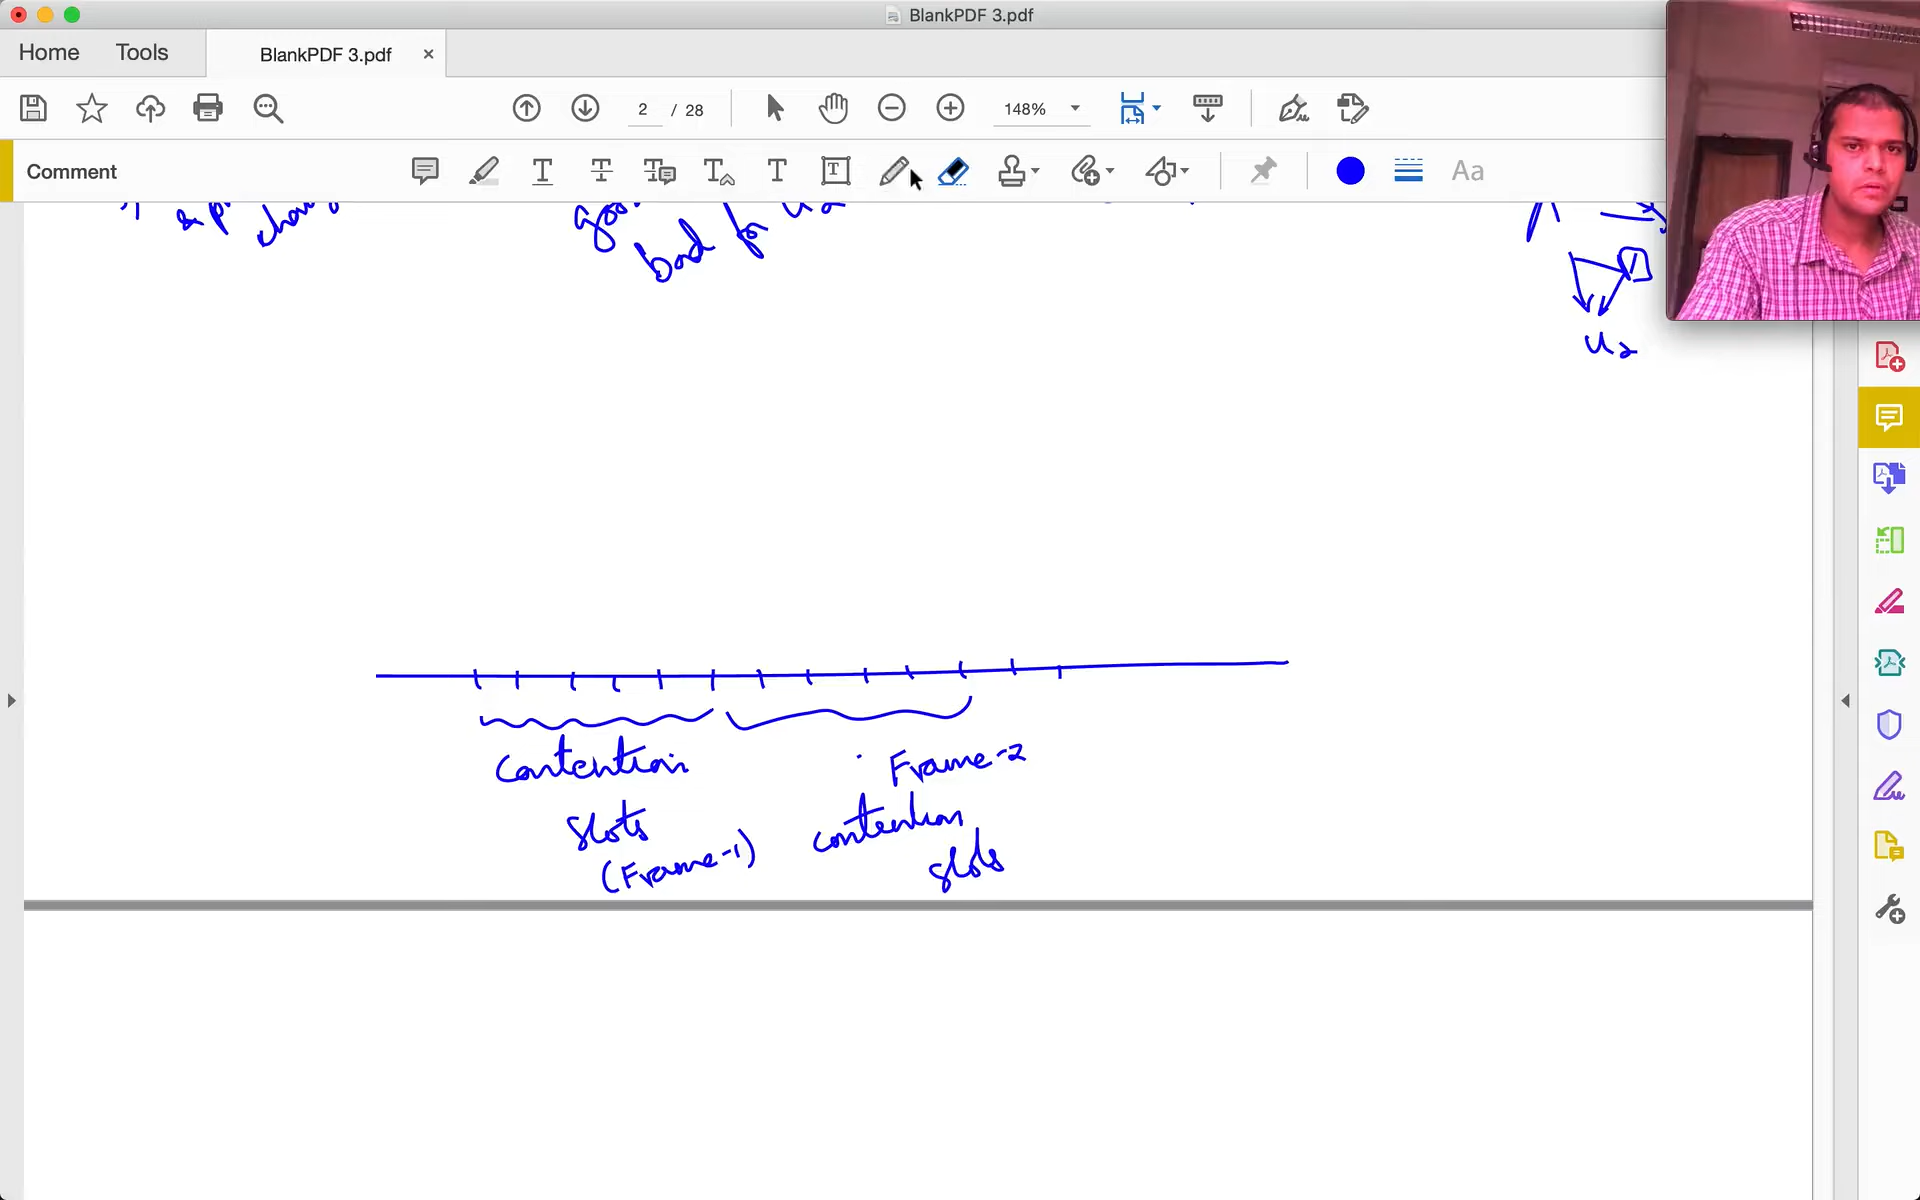 BlankPDF 3.pdf
Home
Tools
BlankPDF 3.pdf
2 / 28
148%
Comment
Aa
bad for u2
u2
Contention
slots
(Frame-1)
Frame-2
contention
slots